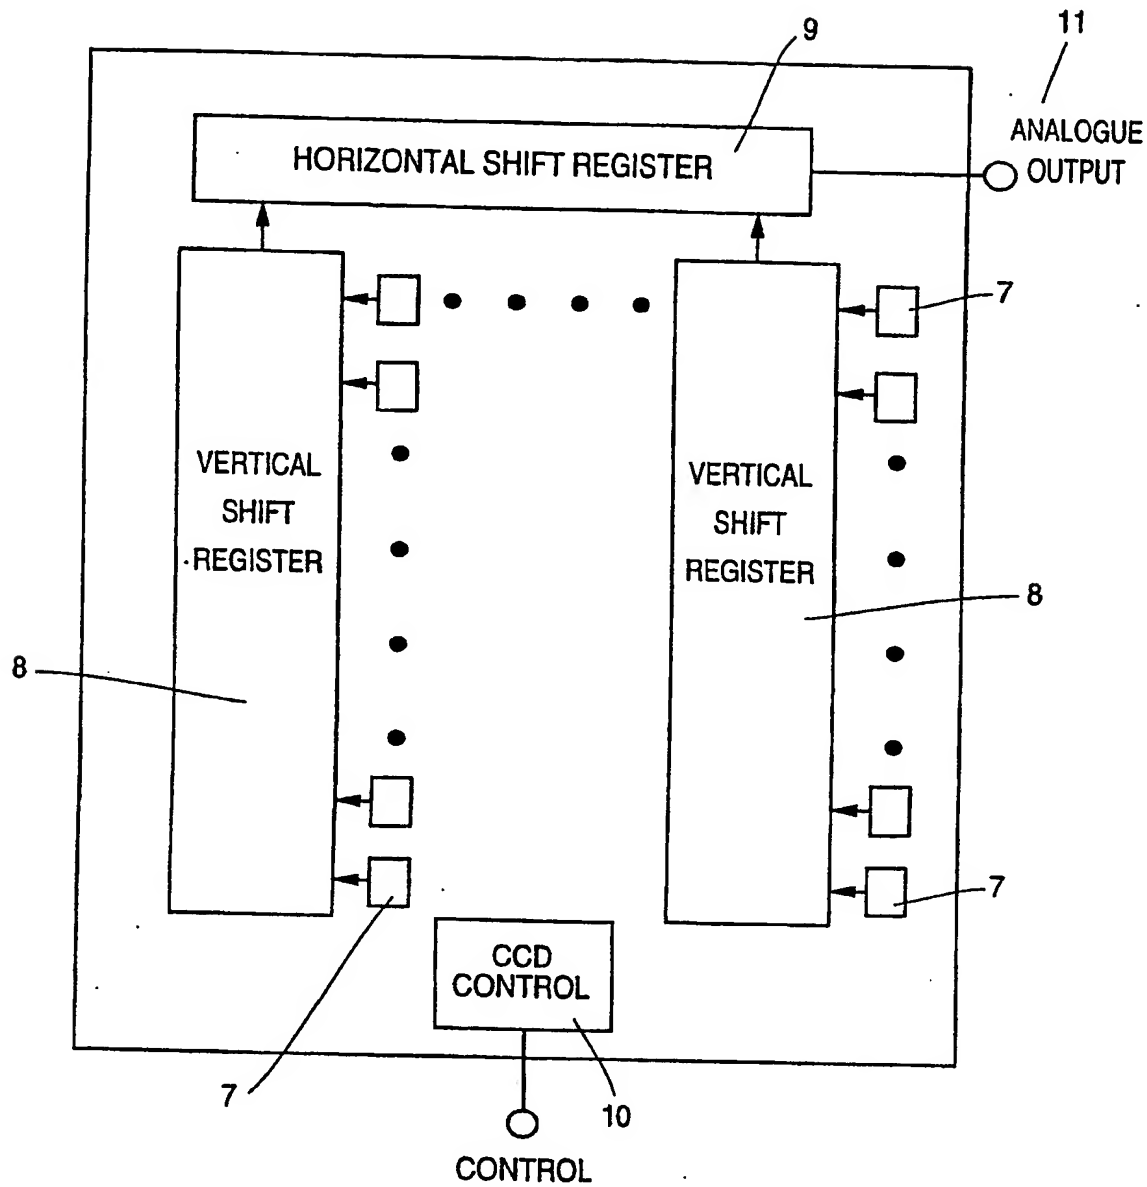 9
11
ANALOGUE
OUTPUT
HORIZONTAL SHIFT REGISTER
7
VERTICAL
SHIFT
REGISTER
VERTICAL
SHIFT
REGISTER
8
8
7
CCD
CONTROL
7
10
CONTROL